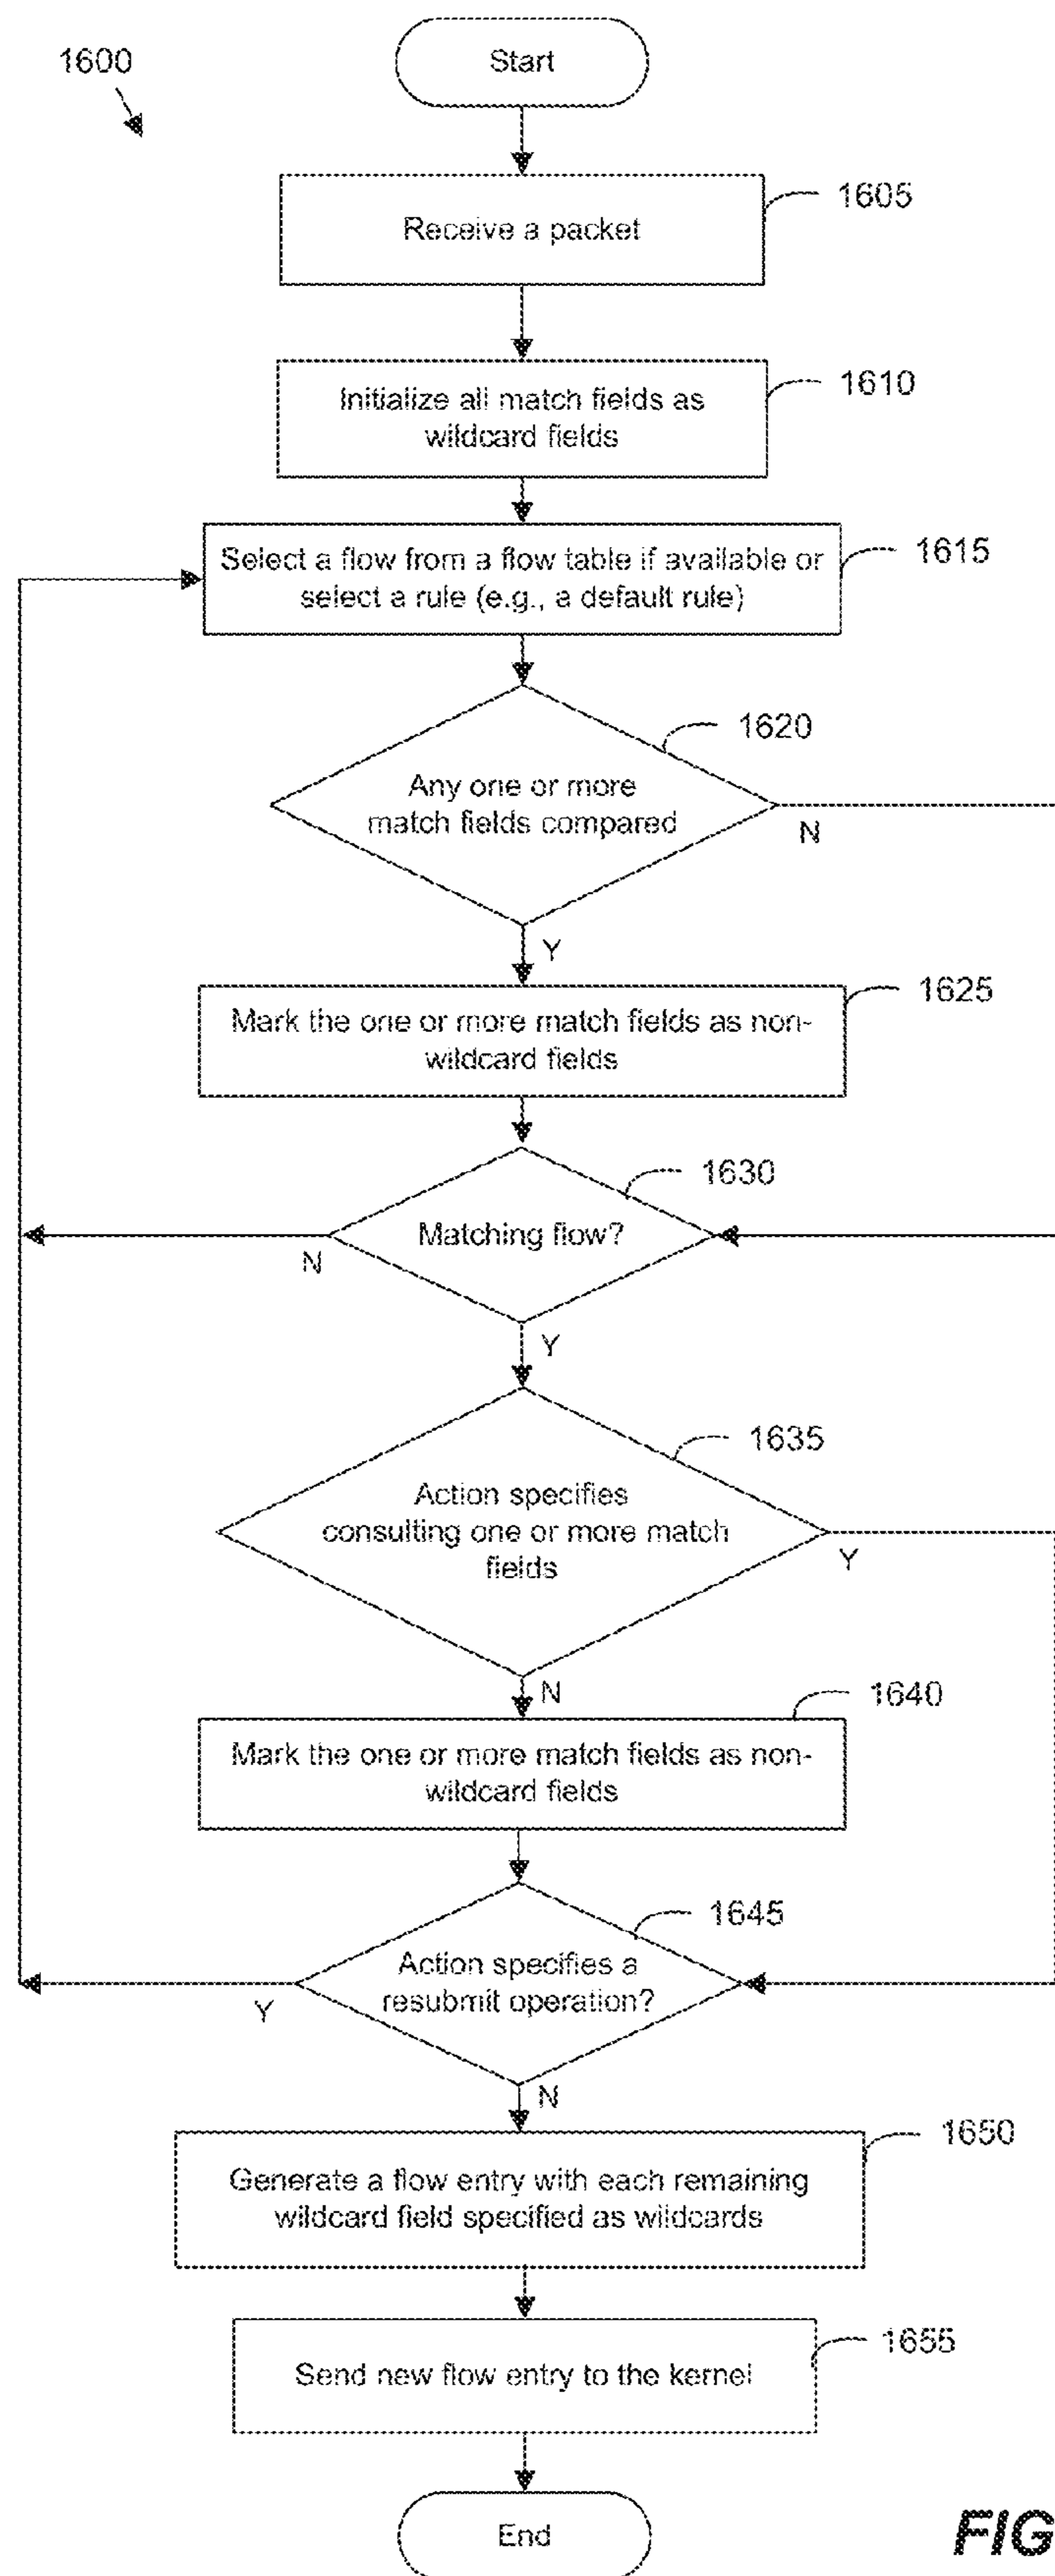 1600
Start
Receive a packet
1605
Initialize all match fields as
wildcard fields
1610
Select a flow from a flow table if available or
select a rule (e.g., a default rule)
1615
Any one or more
match fields compared
1620
N
Y
Mark the one or more match fields as non-
wildcard fields
1625
Matching flow?
1630
N
Y
Action specifies
consulting one or more match
fields
1635
Y
N
Mark the one or more match fields as non-
wildcard fields
1640
Action specifies a
resubmit operation?
1645
Y
N
Generate a flow entry with each remaining
wildcard field specified as wildcards
1650
Send new flow entry to the kernel
1655
End
FIG